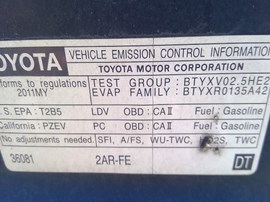 TOYOTA VEHICLE EMISSION CONTROL INFORMATION
TOYOTA MOTOR CORPORATION
forms to regulations TEST GROUP: BTYXV02.5HE2
2011MY EVAP FAMILY: BTYXR0135A42
S. EPA: T2B5 LDV OBD: CAⅡ Fuel: Gasoline
California: PZEV PC OBD: CAⅡ Fuel: Gasoline
No adjustments needed. SFI, A/FS, WU-TWC, HO2S, TWC
36081 2AR-FE DT